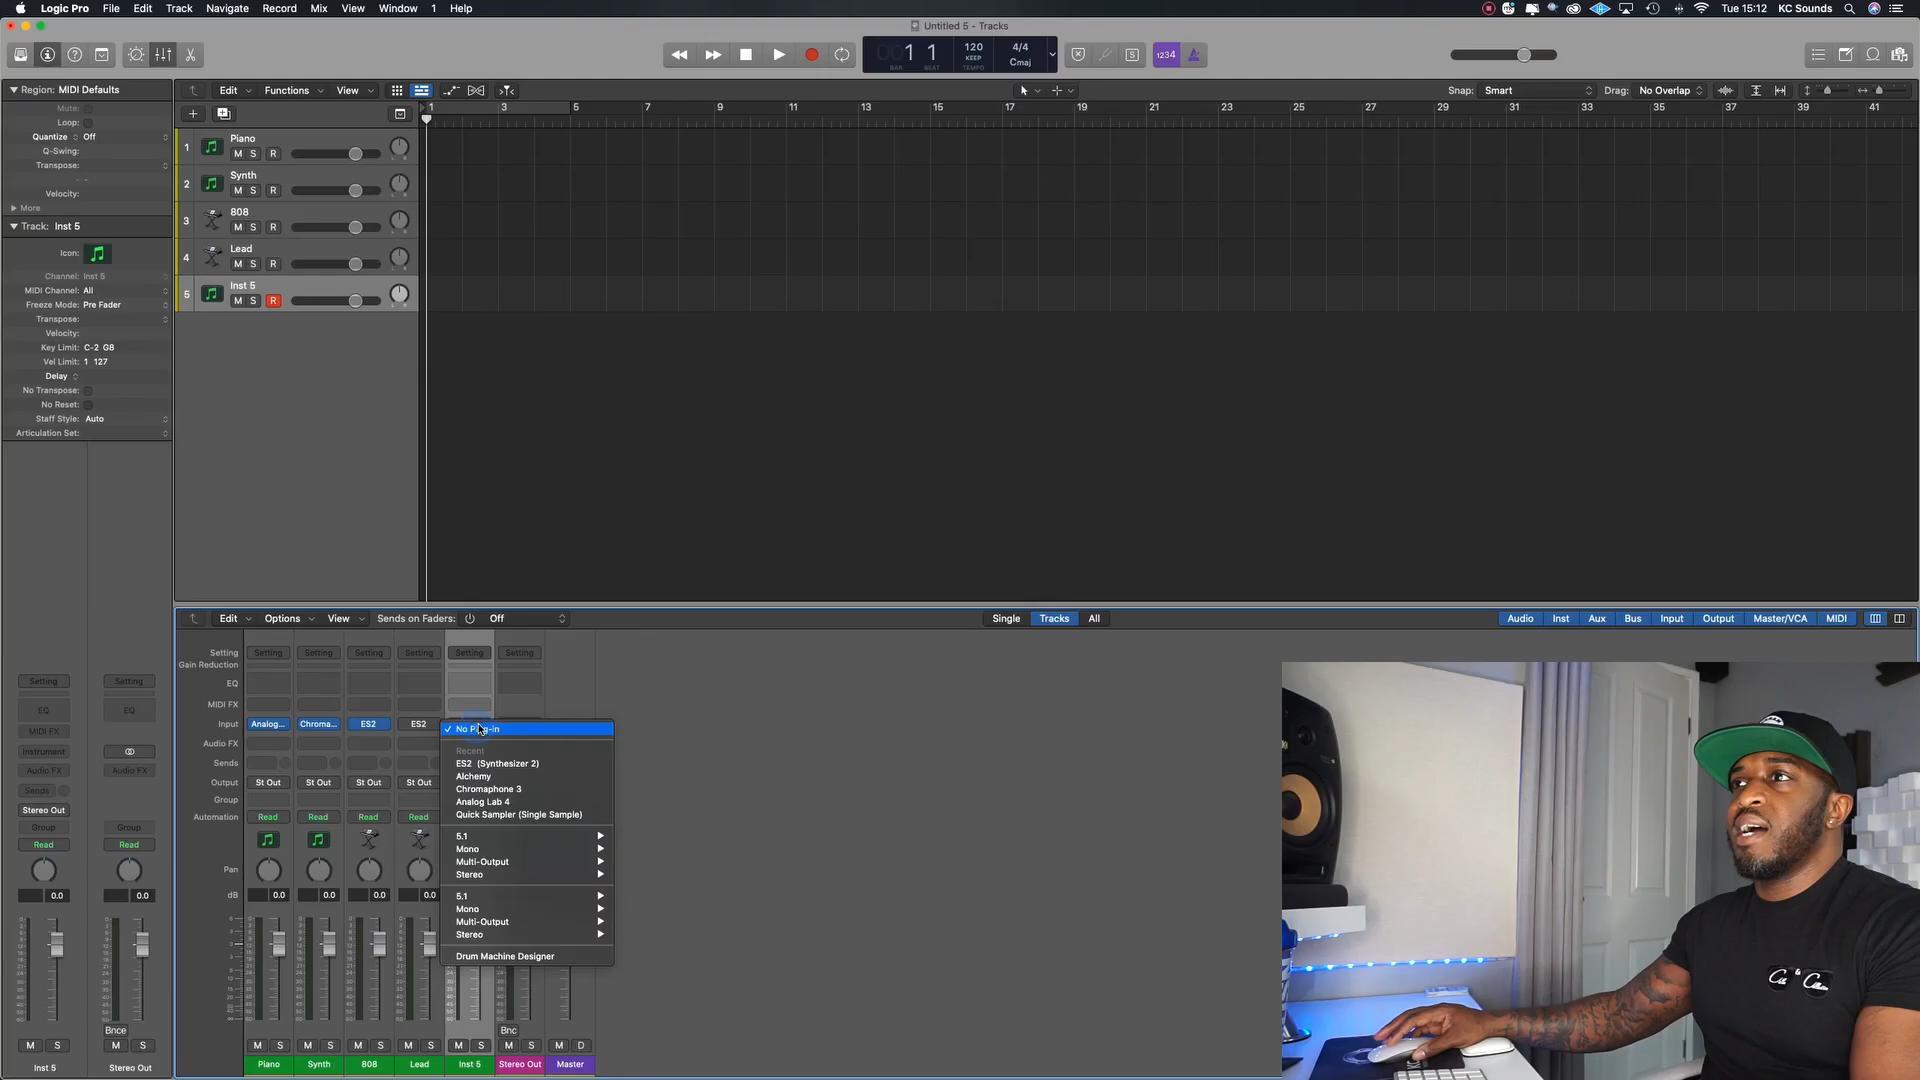 Logic Pro File Edit Track Navigate Record Mix View Window 1 Help Tue 15:12 KC Sounds
Untitled 5 - Tracks
1 1 120 4/4
BAR BEAT KEEP TEMPO Cmaj
1234
Region: MIDI Defaults
Mute:
Loop:
Quantize Off
Q-Swing:
Transpose:
Velocity:
More
Track: Inst 5
Icon:
Channel: Inst 5
MIDI Channel: All
Freeze Mode: Pre Fader
Transpose:
Velocity:
Key Limit: C-2 G8
Vel Limit: 1 127
Delay
No Transpose:
No Reset:
Staff Style: Auto
Articulation Set:
Edit Functions View Snap: Smart Drag: No Overlap
1 3 5 7 9 11 13 15 17 19 21 23 25 27 29 31 33 35 37 39 41
1 Piano
M S R
2 Synth
M S R
3 808
M S R
4 Lead
M S R
5 Inst 5
M S R
Edit Options View Sends on Faders: Off Single Tracks All Audio Inst Aux Bus Input Output Master/VCA MIDI
Setting Setting Setting Setting Setting Setting Setting
Gain Reduction
EQ
MIDI FX
Input Analog... Chroma... ES2 ES2
Audio FX
Sends
Output St Out St Out St Out St Out
Group
Automation Read Read Read Read
Pan
dB 0.0 0.0 0.0 0.0
No Plug-in
Recent
ES2 (Synthesizer 2)
Alchemy
Chromaphone 3
Analog Lab 4
Quick Sampler (Single Sample)
5.1
Mono
Multi-Output
Stereo
5.1
Mono
Multi-Output
Stereo
Drum Machine Designer
Bnc
M S M S M S M S M S M S M D
Piano Synth 808 Lead Inst 5 Stereo Out Master
Setting Setting
EQ EQ
MIDI FX
Instrument
Audio FX Audio FX
Sends
Stereo Out
Group Group
Read Read
0.0 0.0
Bnce
M S M S
Inst 5 Stereo Out